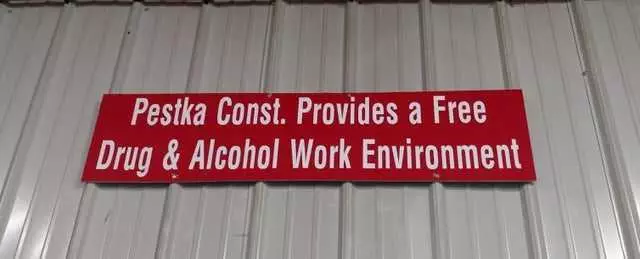 Pestka Const. Provides a Free
Drug & Alcohol Work Environment